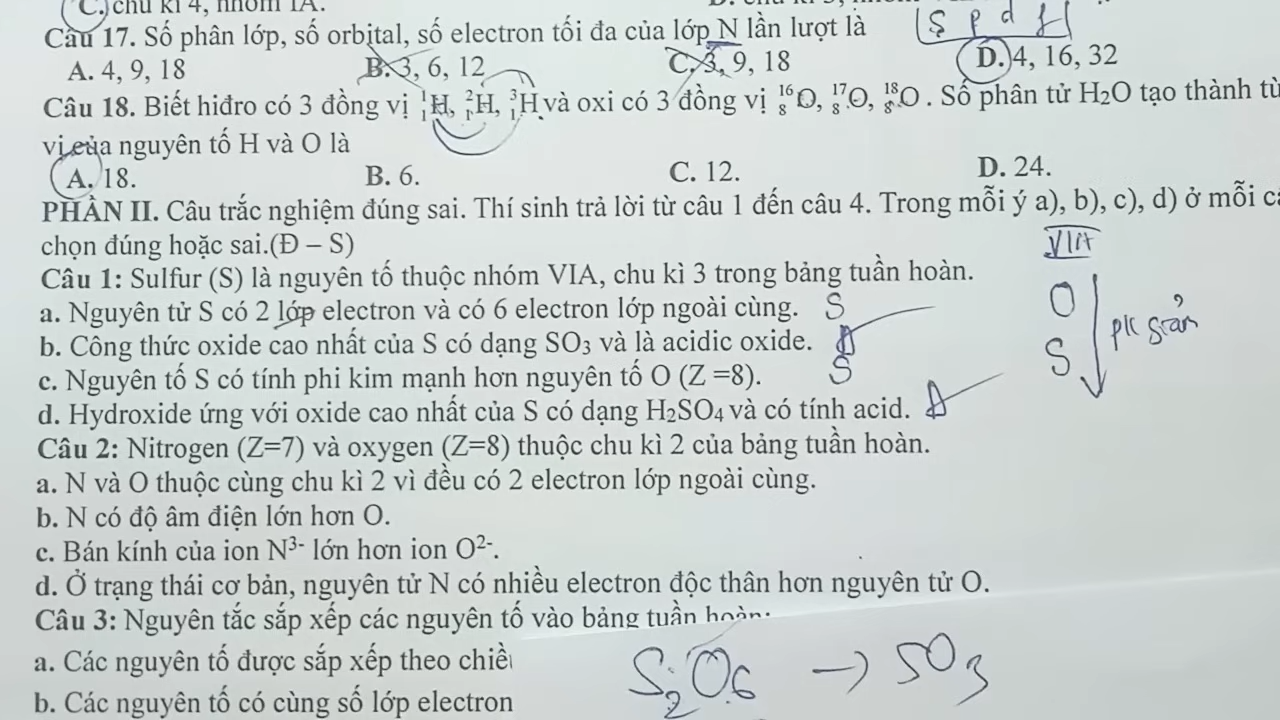 C. chu kì 4, nhóm IA.
Câu 17. Số phân lớp, số orbital, số electron tối đa của lớp N lần lượt là
S p d f
A. 4, 9, 18 B. 3, 6, 12 C. 3, 9, 18 D. 4, 16, 32
Câu 18. Biết hiđro có 3 đồng vị ¹₁H, ²₁H, ³₁H và oxi có 3 đồng vị ¹⁶₈O, ¹⁷₈O, ¹⁸₈O . Số phân tử H₂O tạo thành từ
vị của nguyên tố H và O là
A. 18. B. 6. C. 12. D. 24.
PHẦN II. Câu trắc nghiệm đúng sai. Thí sinh trả lời từ câu 1 đến câu 4. Trong mỗi ý a), b), c), d) ở mỗi
chọn đúng hoặc sai.(Đ – S)
VIA
Câu 1: Sulfur (S) là nguyên tố thuộc nhóm VIA, chu kì 3 trong bảng tuần hoàn.
a. Nguyên tử S có 2 lớp electron và có 6 electron lớp ngoài cùng. S
O
b. Công thức oxide cao nhất của S có dạng SO₃ và là acidic oxide. Đ
pk giảm
S
c. Nguyên tố S có tính phi kim mạnh hơn nguyên tố O (Z =8). S
d. Hydroxide ứng với oxide cao nhất của S có dạng H₂SO₄ và có tính acid. Đ
Câu 2: Nitrogen (Z=7) và oxygen (Z=8) thuộc chu kì 2 của bảng tuần hoàn.
a. N và O thuộc cùng chu kì 2 vì đều có 2 electron lớp ngoài cùng.
b. N có độ âm điện lớn hơn O.
c. Bán kính của ion N³⁻ lớn hơn ion O²⁻.
d. Ở trạng thái cơ bản, nguyên tử N có nhiều electron độc thân hơn nguyên tử O.
Câu 3: Nguyên tắc sắp xếp các nguyên tố vào bảng tuần hoàn:
a. Các nguyên tố được sắp xếp theo
S₂O₆ → SO₃
b. Các nguyên tố có cùng số lớp electron